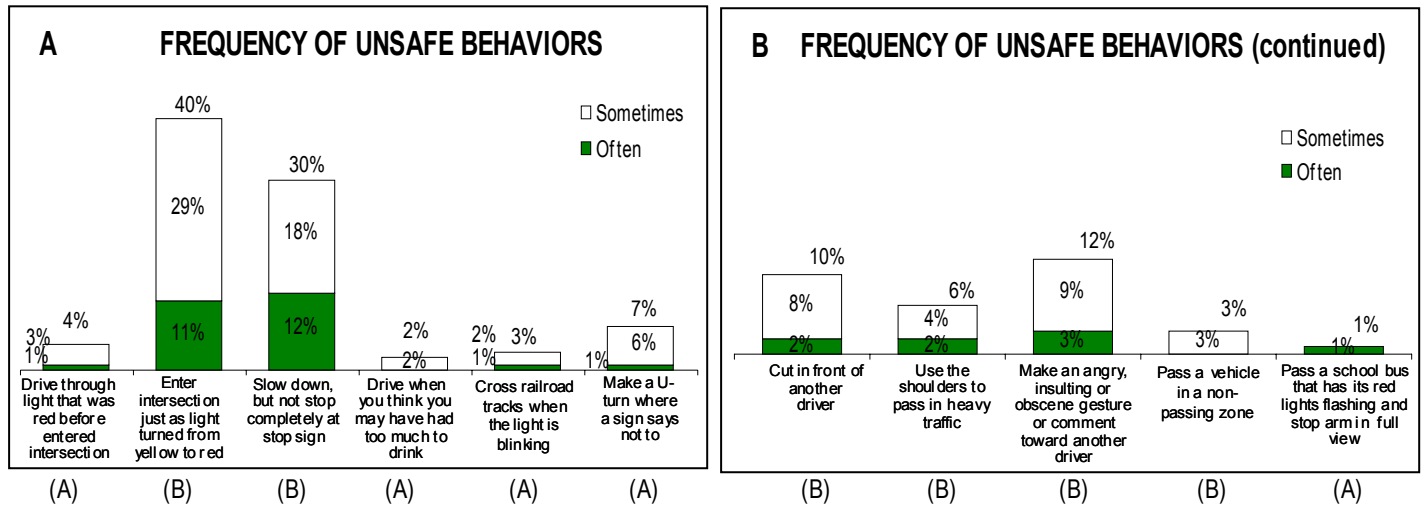 A FREQUENCY OF UNSAFE BEHAVIORS
Sometimes
Often
40%
30%
29%
18%
11%
12%
3%
4%
1%
2%
2%
2%
3%
1%
7%
6%
1%
Drive through
light that was
red before
entered
intersection
Enter
intersection
just as light
turned from
yellow to red
Slow down,
but not stop
completely at
stop sign
Drive when
you think you
may have had
too much to
drink
Cross railroad
tracks when
the light is
blinking
Make a U-
turn where
a sign says
not to
(A) (B) (B) (A) (A) (A)
B FREQUENCY OF UNSAFE BEHAVIORS (continued)
Sometimes
Often
10%
8%
2%
6%
4%
2%
12%
9%
3%
3%
3%
1%
1%
Cut in front of
another
driver
Use the
shoulders to
pass in heavy
traffic
Make an angry,
insulting or
obscene gesture
or comment
toward another
driver
Pass a vehicle
in a non-
passing zone
Pass a school bus
that has its red
lights flashing and
stop arm in full
view
(B) (B) (B) (B) (A)